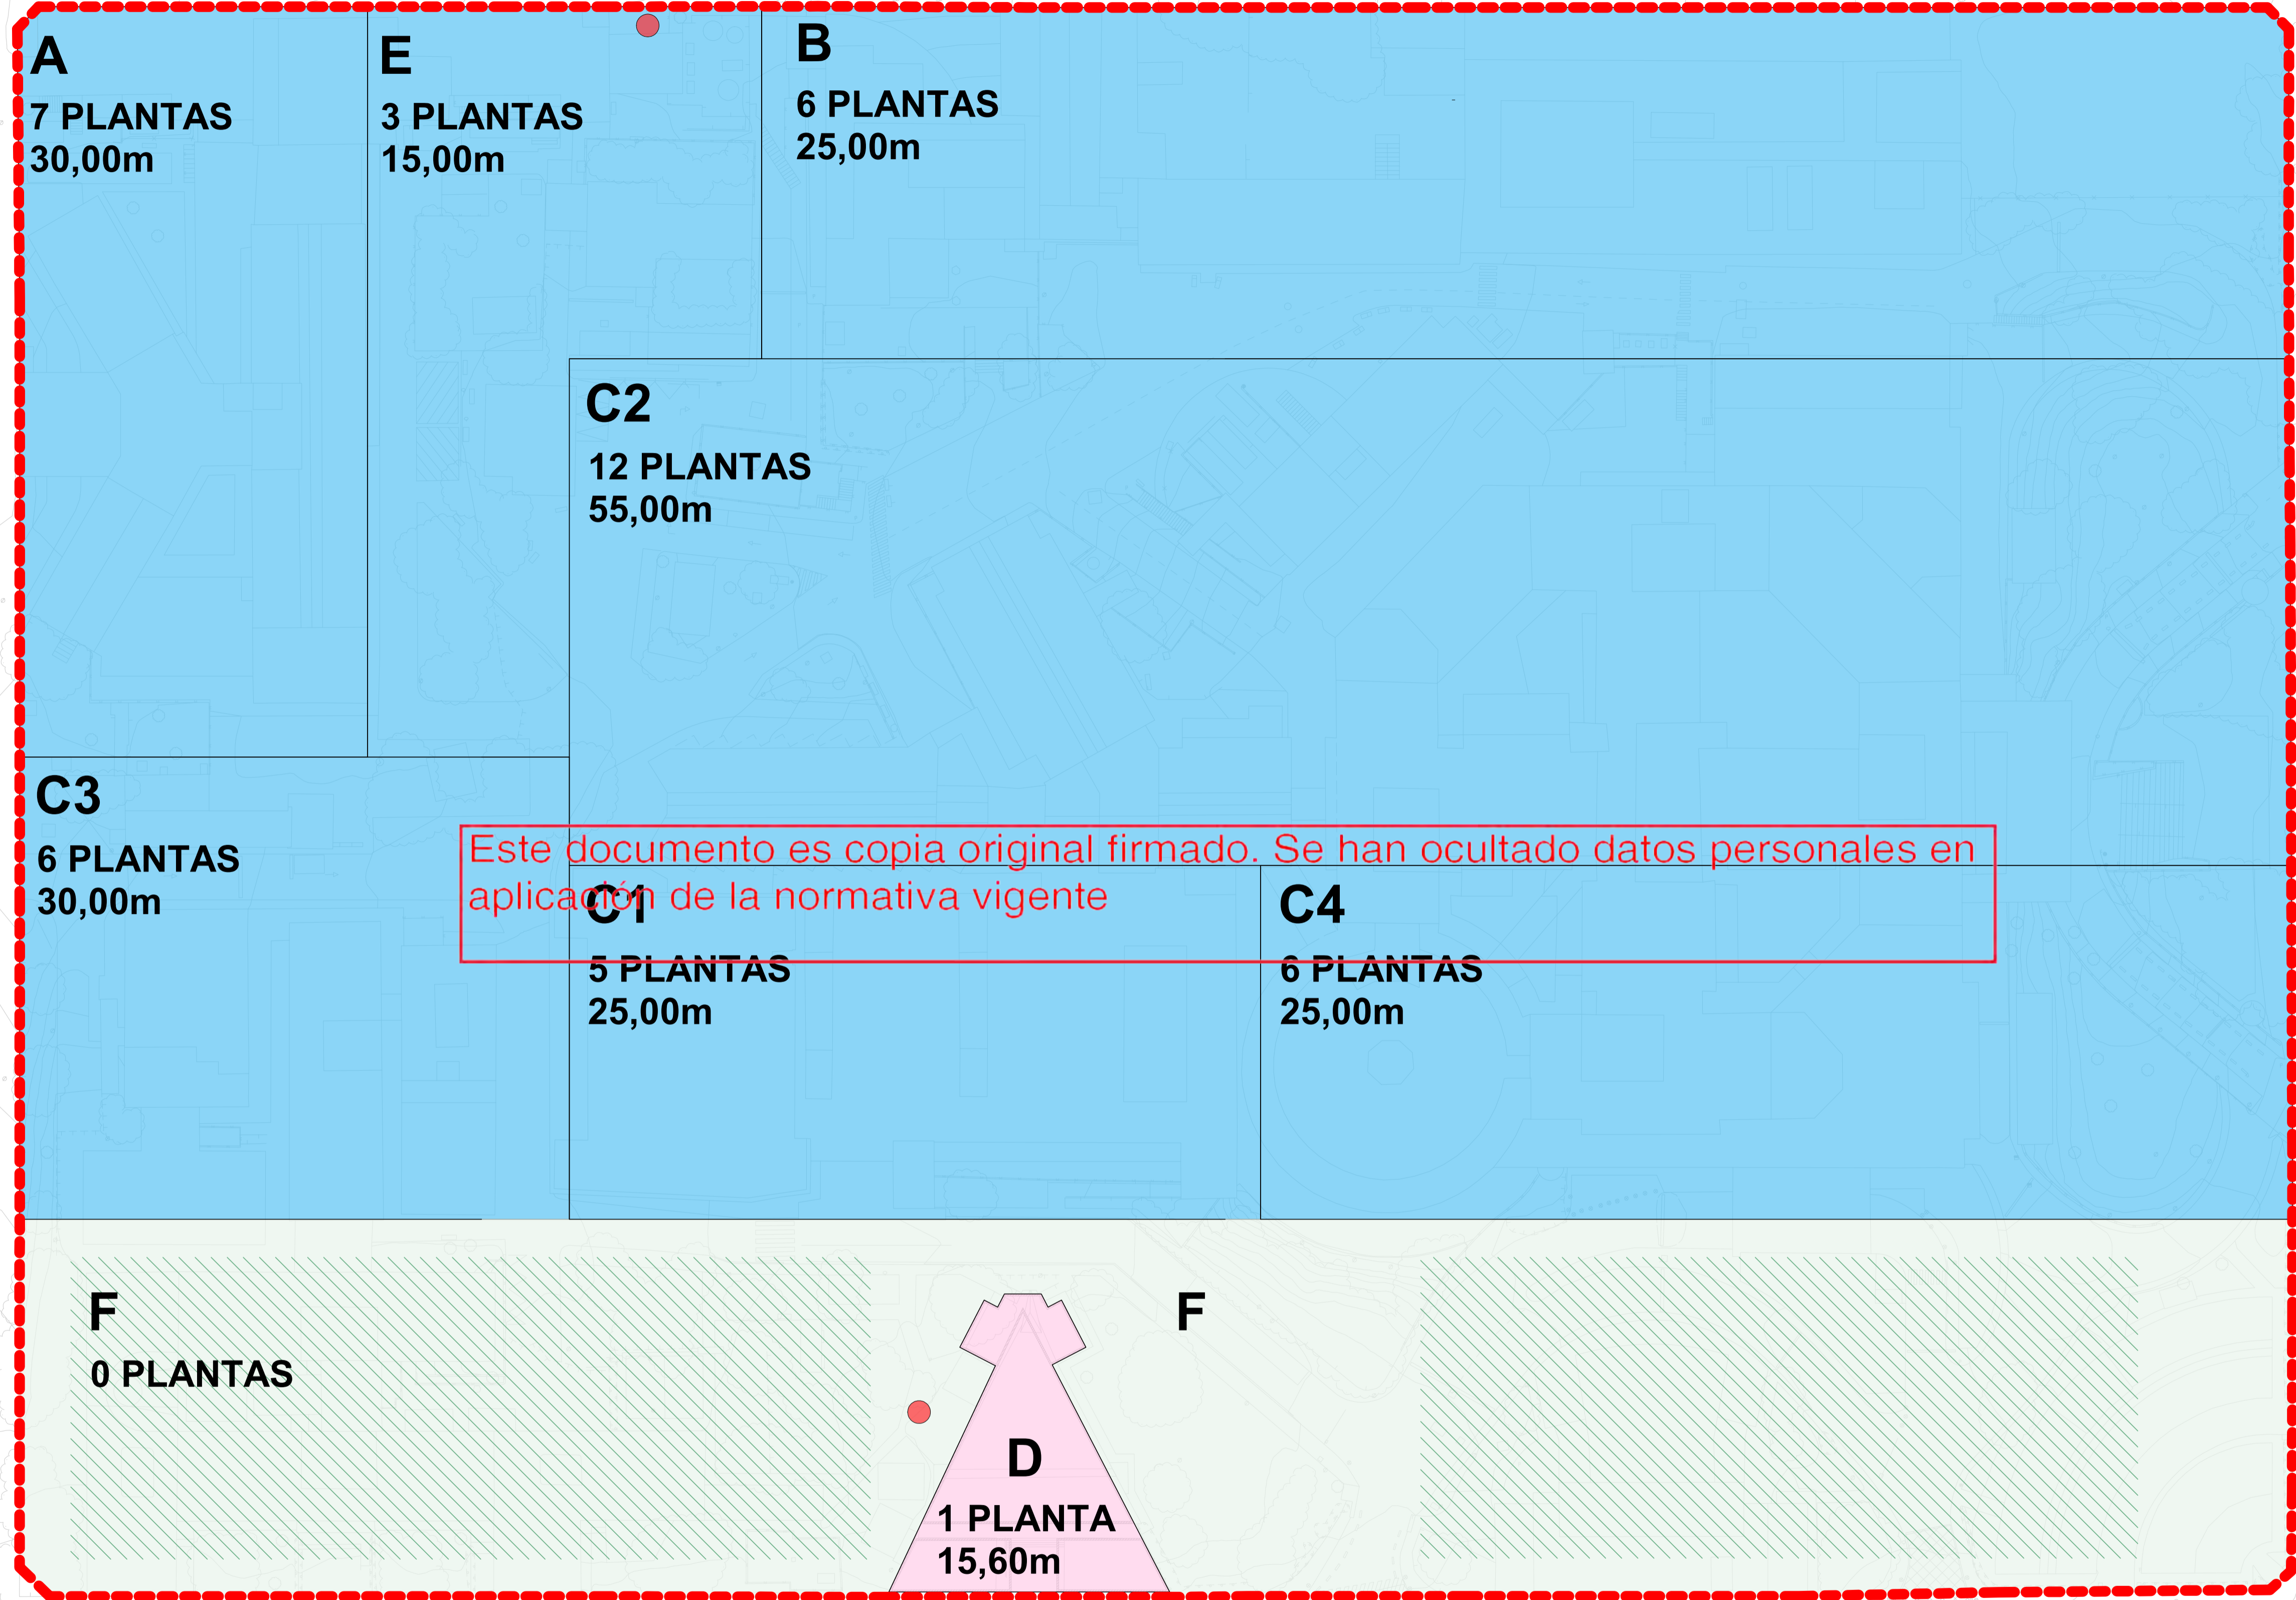 A
7 PLANTAS
30,00m
E
3 PLANTAS
15,00m
B
6 PLANTAS
25,00m
C2
12 PLANTAS
55,00m
C3
6 PLANTAS
30,00m
Este documento es copia original firmado. Se han ocultado datos personales en
aplicación de la normativa vigente
C1
5 PLANTAS
25,00m
C4
6 PLANTAS
25,00m
F
0 PLANTAS
F
D
1 PLANTA
15,60m